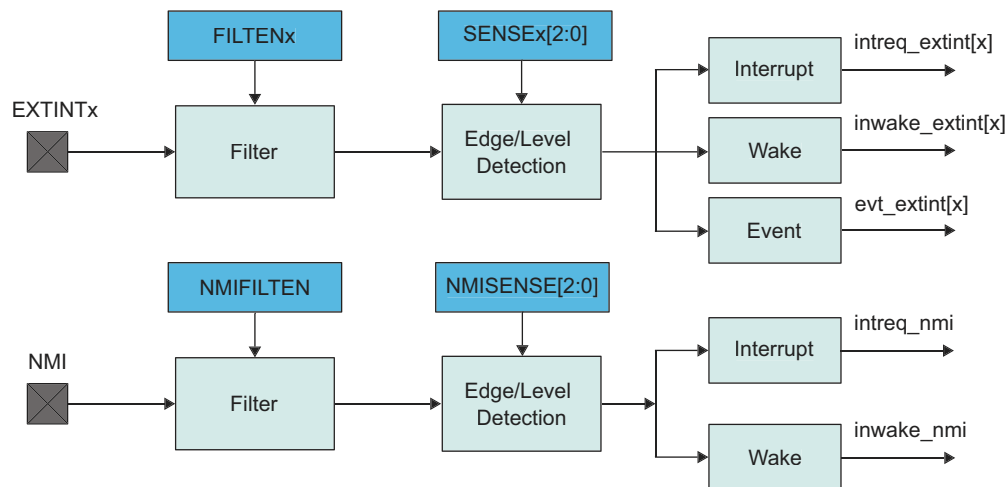 FILTENx
SENSEx[2:0]
intreq_extint[x]
Interrupt
EXTINTx
Filter
Edge/Level
Detection
inwake_extint[x]
Wake
evt_extint[x]
Event
NMIFILTEN
NMISENSE[2:0]
intreq_nmi
Interrupt
NMI
Filter
Edge/Level
Detection
inwake_nmi
Wake